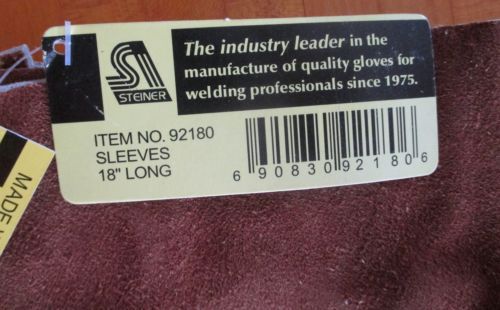 STEINER
The industry leader in the
manufacture of quality gloves for
welding professionals since 1975.
ITEM NO. 92180
SLEEVES
18" LONG
6 90830 92180 6
MADE